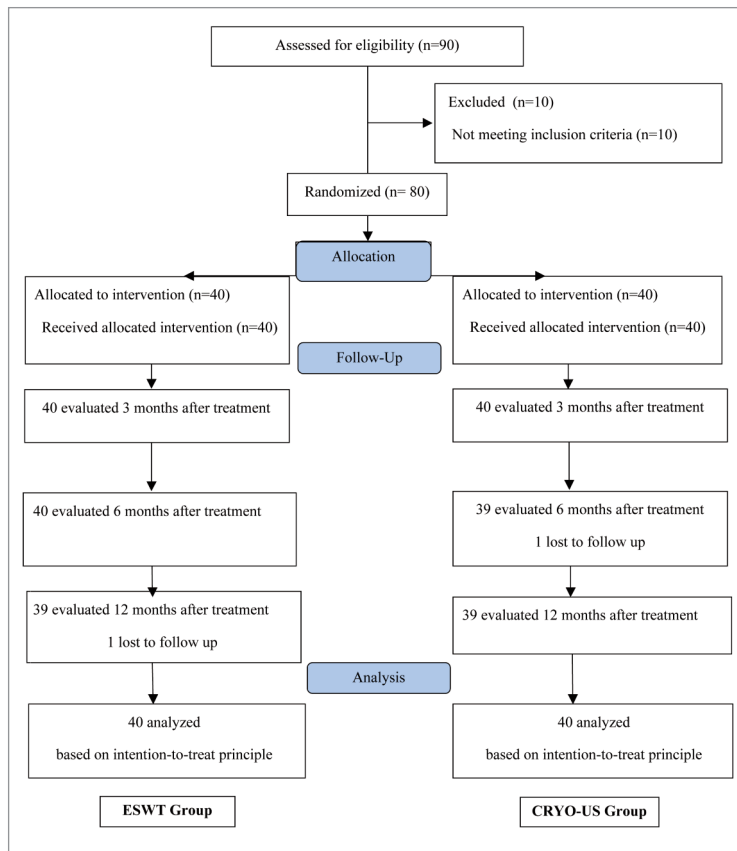 Assessed for eligibility (n=90)
Excluded (n=10)
Not meeting inclusion criteria (n=10)
Randomized (n= 80)
Allocation
Allocated to intervention (n=40)
Received allocated intervention (n=40)
Allocated to intervention (n=40)
Received allocated intervention (n=40)
Follow-Up
40 evaluated 3 months after treatment
40 evaluated 3 months after treatment
40 evaluated 6 months after treatment
39 evaluated 6 months after treatment
1 lost to follow up
39 evaluated 12 months after treatment
1 lost to follow up
39 evaluated 12 months after treatment
Analysis
40 analyzed
based on intention-to-treat principle
40 analyzed
based on intention-to-treat principle
ESWT Group
CRYO-US Group